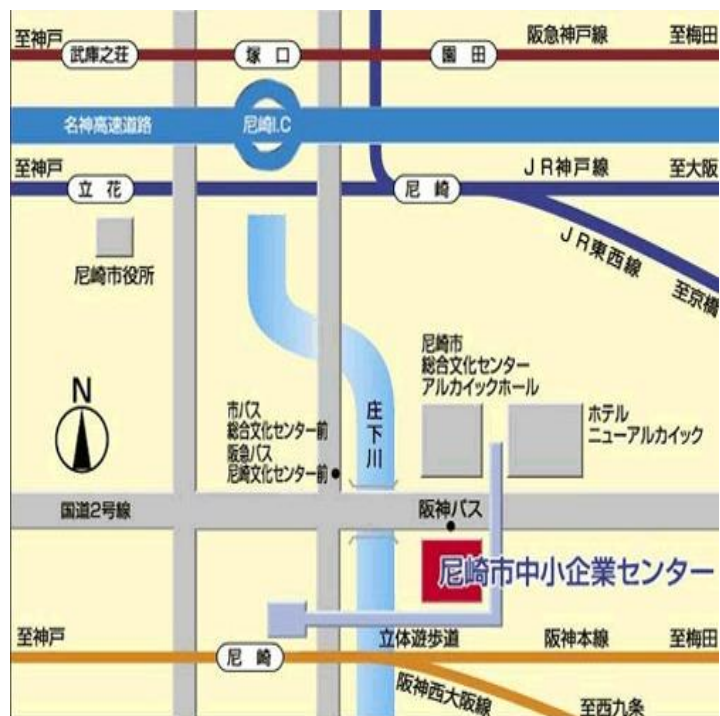 至神戸
武庫之荘
塚口
園田
阪急神戸線
至梅田
名神高速道路
尼崎I.C
至神戸
立花
尼崎
JR神戸線
至大阪
JR東西線
至京橋
尼崎市役所
尼崎市
総合文化センター
アルカイックホール
ホテル
ニューアルカイック
N
市バス
総合文化センター前
阪急バス
尼崎文化センター前
庄下川
国道2号線
阪神バス
尼崎市中小企業センター
至神戸
尼崎
立体遊歩道
阪神本線
至梅田
阪神西大阪線
至西九条